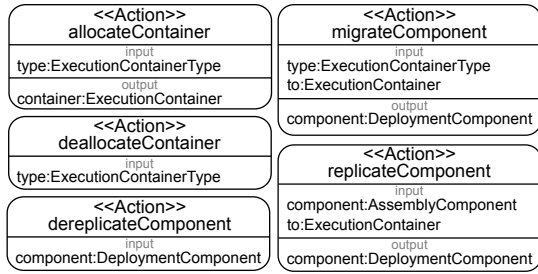 <<Action>>
allocateContainer
input
type:ExecutionContainerType
output
container:ExecutionContainer
<<Action>>
deallocateContainer
input
type:ExecutionContainerType
<<Action>>
dereplicateComponent
input
component:DeploymentComponent
<<Action>>
migrateComponent
input
type:ExecutionContainerType
to:ExecutionContainer
output
component:DeploymentComponent
<<Action>>
replicateComponent
input
component:AssemblyComponent
to:ExecutionContainer
output
component:DeploymentComponent